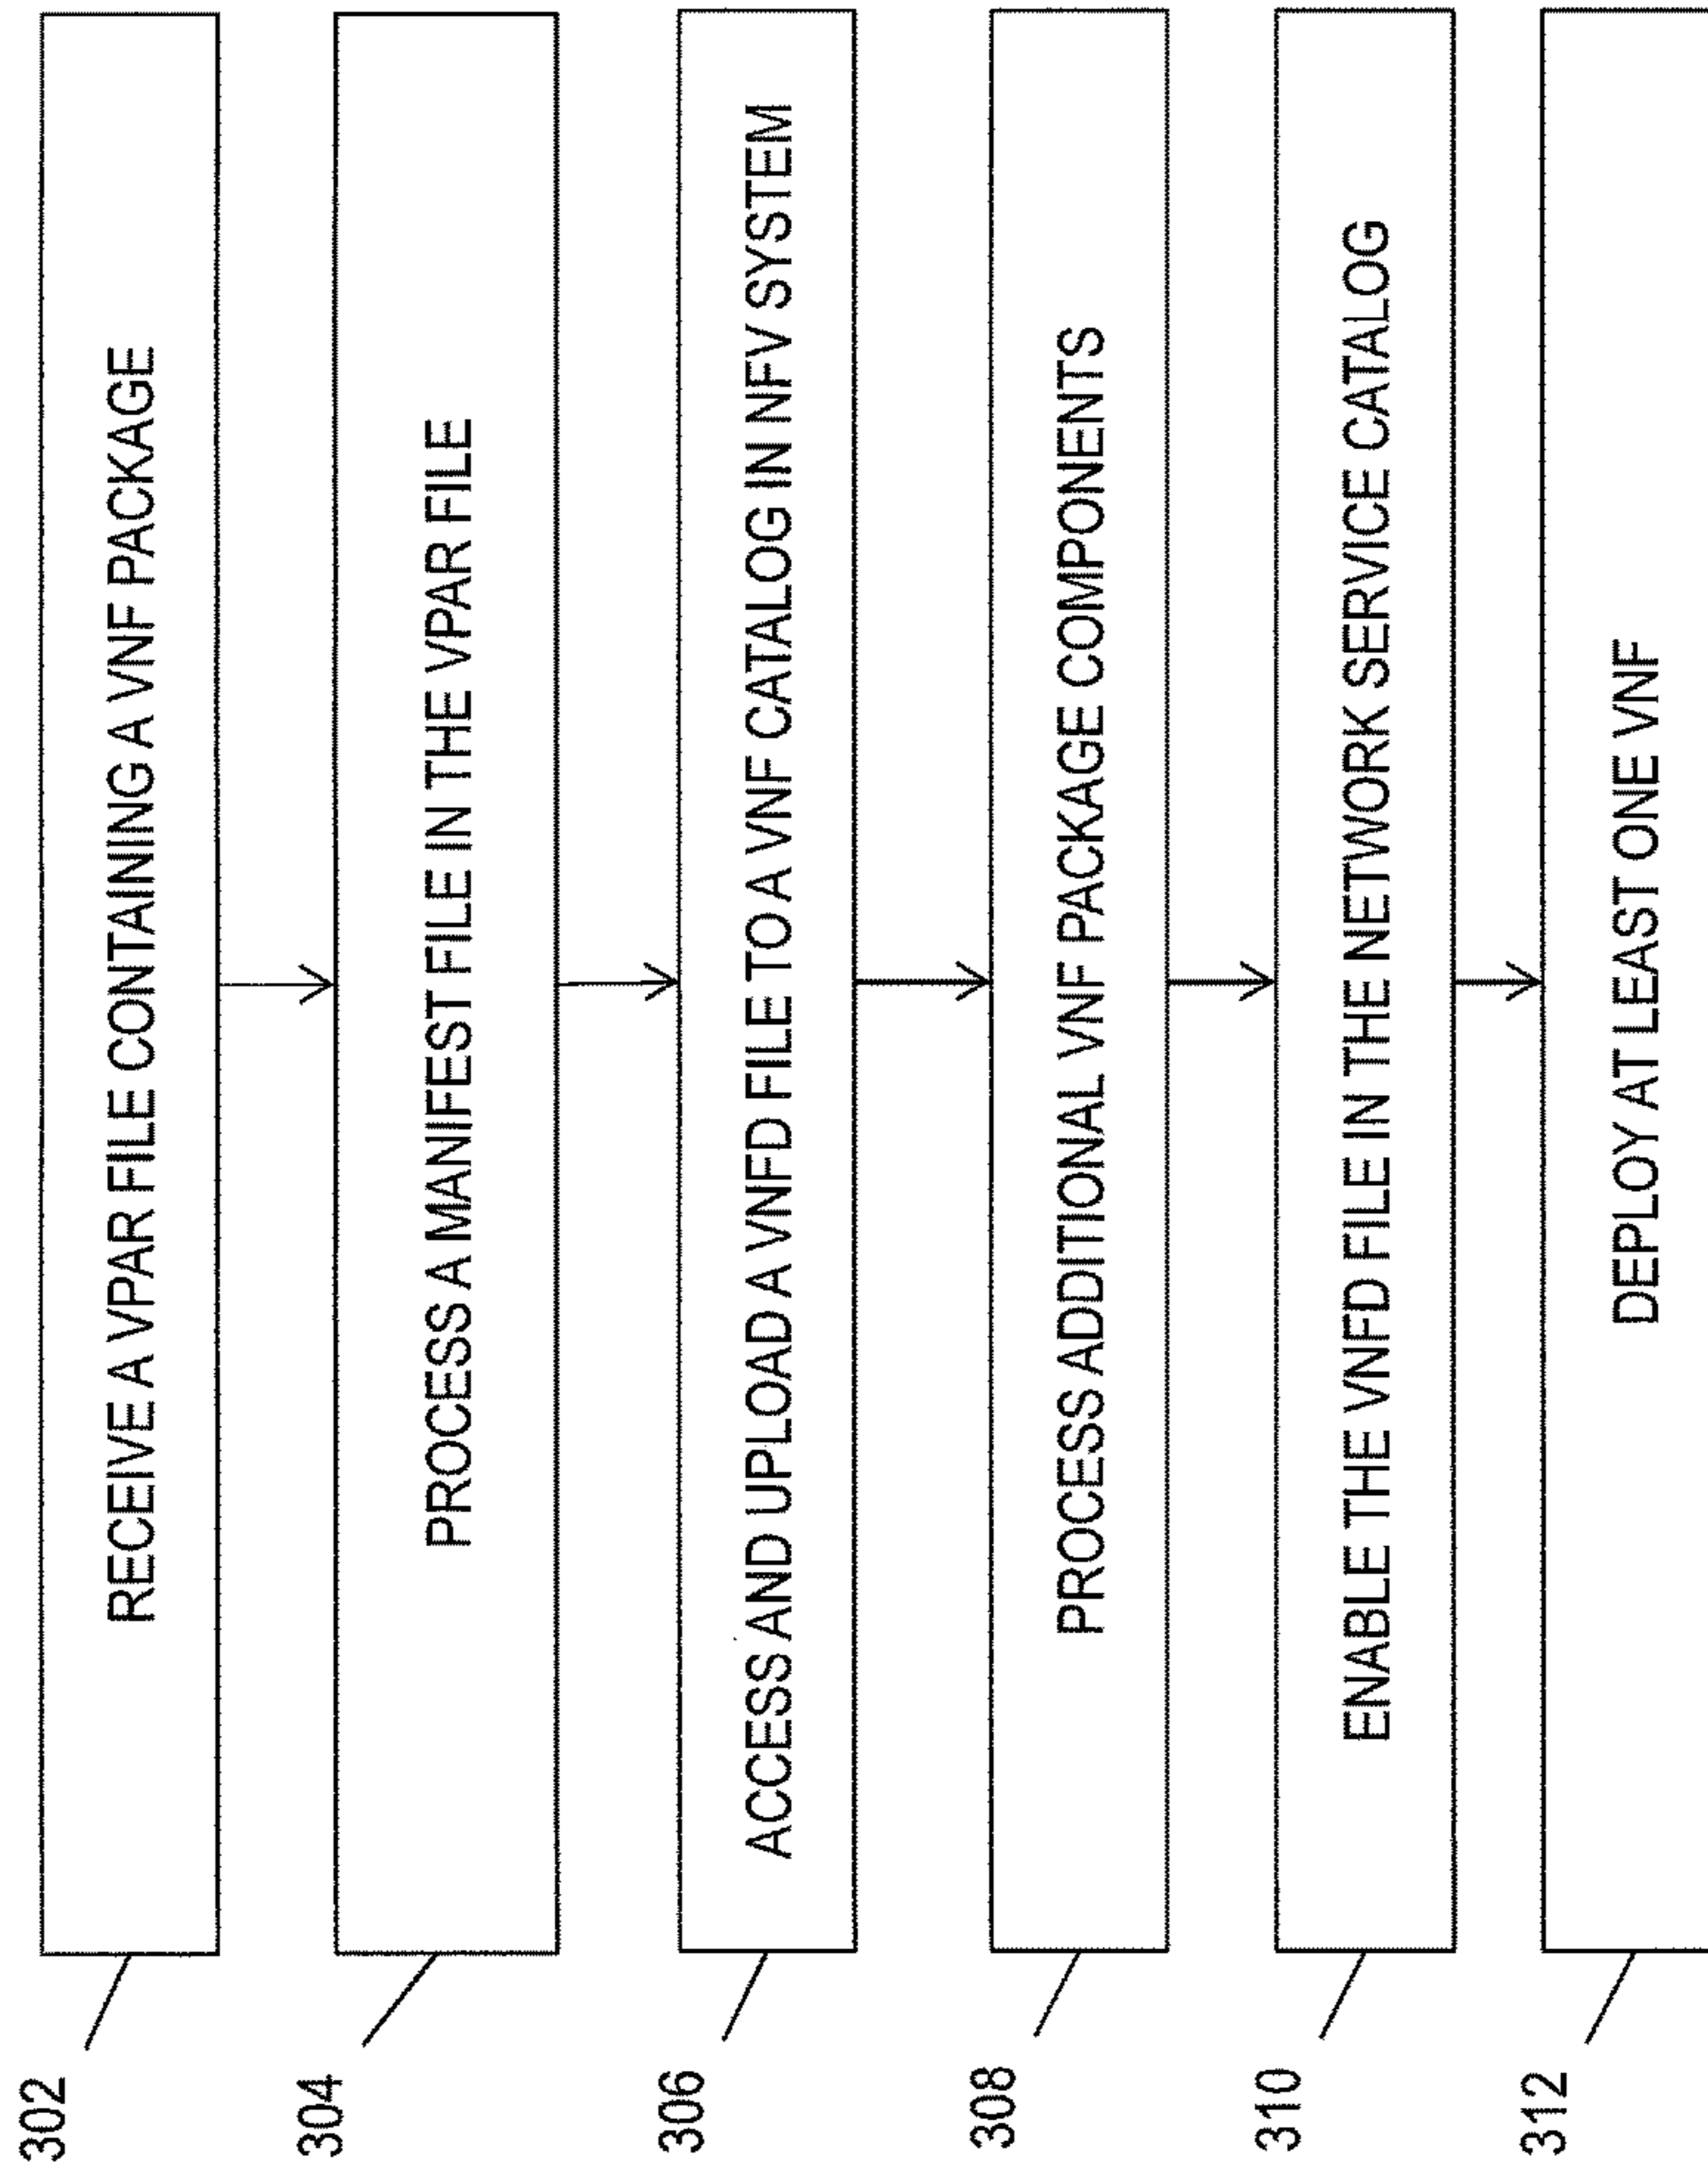 302
RECEIVE A VPAR FILE CONTAINING A VNF PACKAGE
304
PROCESS A MANIFEST FILE IN THE VPAR FILE
306
ACCESS AND UPLOAD A VNFD FILE TO A VNF CATALOG IN NFV SYSTEM
308
PROCESS ADDITIONAL VNF PACKAGE COMPONENTS
310
ENABLE THE VNFD FILE IN THE NETWORK SERVICE CATALOG
312
DEPLOY AT LEAST ONE VNF